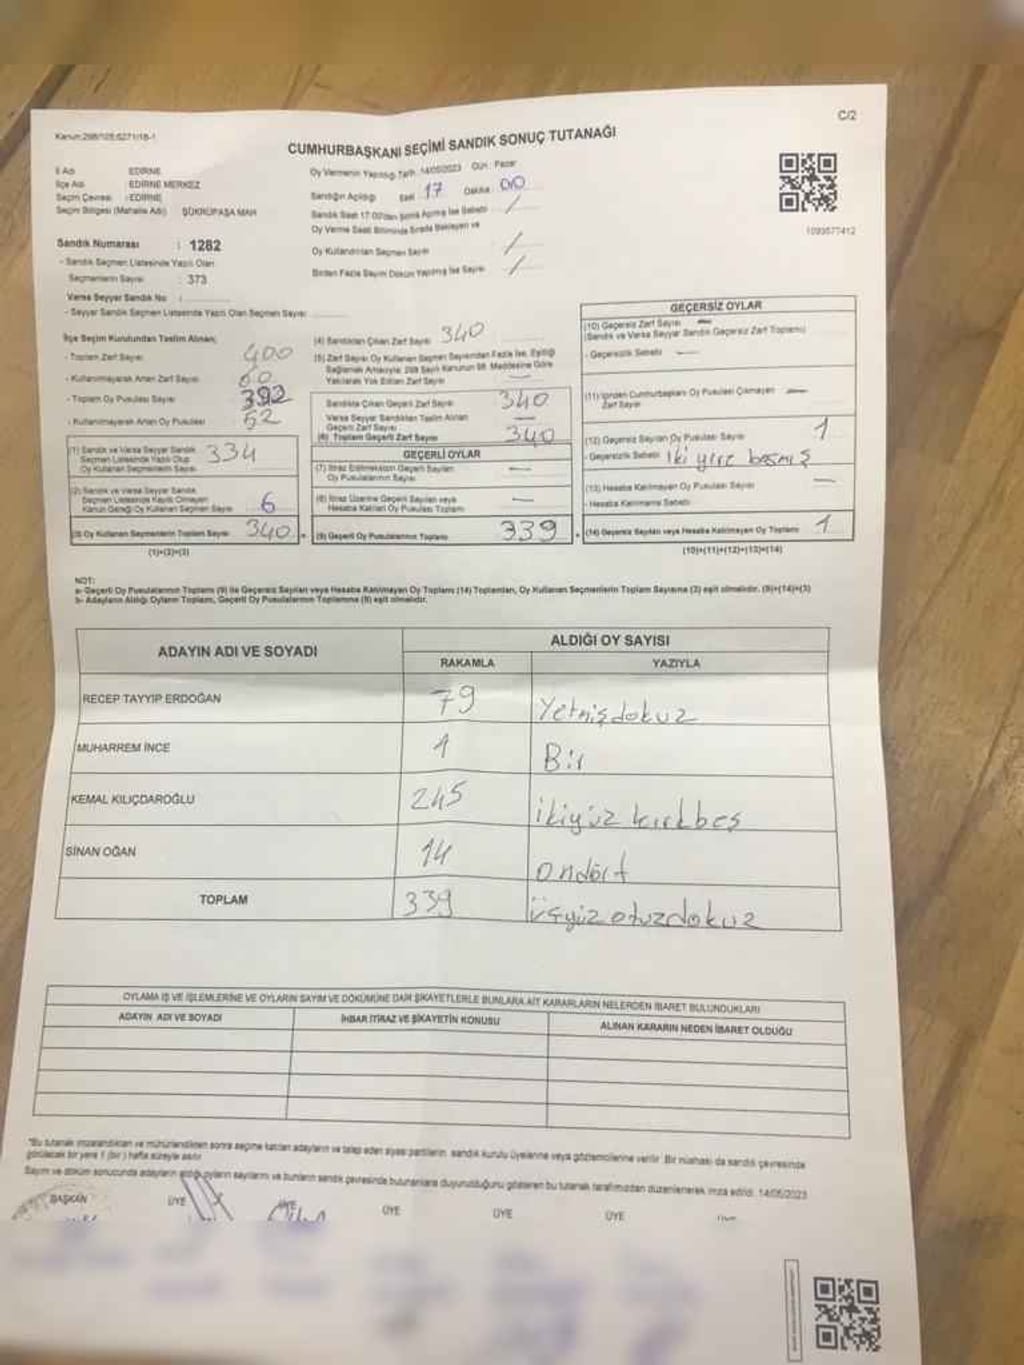 Kanun:298/105;6271/18-1
C/2
CUMHURBAŞKANI SEÇİMİ SANDIK SONUÇ TUTANAĞI
İl Adı : EDİRNE
İlçe Adı : EDİRNE MERKEZ
Seçim Çevresi : EDİRNE
Seçim Bölgesi (Mahalle Adı) ŞÜKRÜPAŞA MAH
Oy Vermenin Yapıldığı Tarih: 14/05/2023 Gün: Pazar
Sandığın Açıldığı Saat 17 Dakika 00
Sandık Saat 17:00'den Sonra Açılmış İse Sebebi /
Oy Verme Saati Bitiminde Sırada Bekleyen ve
Oy Kullandırılan Seçmen Sayısı /
Birden Fazla Sayım Döküm Yapılmış İse Sayısı /
1093577412
Sandık Numarası : 1282
- Sandık Seçmen Listesinde Yazılı Olan
Seçmenlerin Sayısı : 373
Varsa Seyyar Sandık No :
- Seyyar Sandık Seçmen Listesinde Yazılı Olan Seçmen Sayısı
İlçe Seçim Kurulundan Teslim Alınan;
- Toplam Zarf Sayısı 400
- Kullanılmayarak Artan Zarf Sayısı 60
- Toplam Oy Pusulası Sayısı 392
- Kullanılmayarak Artan Oy Pusulası 52
(1) Sandık ve Varsa Seyyar Sandık
Seçmen Listesinde Yazılı Olup
Oy Kullanan Seçmenlerin Sayısı 334
(2) Sandık ve Varsa Seyyar Sandık
Seçmen Listesinde Kayıtlı Olmayan
Kanun Gereği Oy Kullanan Seçmen Sayısı 6
(3) Oy Kullanan Seçmenlerin Toplam Sayısı 340
(1)+(2)=(3)
(4) Sandıktan Çıkan Zarf Sayısı 340
(5) Zarf Sayısı Oy Kullanan Seçmen Sayısından Fazla İse, Eşitliği
Sağlamak Amacıyla; 298 Sayılı Kanunun 98. Maddesine Göre
Yakılarak Yok Edilen Zarf Sayısı —
Sandıkta Çıkan Geçerli Zarf Sayısı 340
Varsa Seyyar Sandıktan Teslim Alınan
Geçerli Zarf Sayısı —
(6) Toplam Geçerli Zarf Sayısı 340
GEÇERLİ OYLAR
(7) İtiraz Edilmeksizin Geçerli Sayılan
Oy Pusulası Sayısı —
(8) İtiraz Üzerine Geçerli Sayılan veya
Hesaba Katılan Oy Pusulası Toplamı —
(9) Geçerli Oy Pusulalarının Toplamı 339
GEÇERSİZ OYLAR
(10) Geçersiz Zarf Sayısı —
(Sandık ve Varsa Seyyar Sandık Geçersiz Zarf Toplamı)
- Geçersizlik Sebebi —
(11) İçinden Cumhurbaşkanı Oy Pusulası Çıkmayan
Zarf Sayısı —
(12) Geçersiz Sayılan Oy Pusulası Sayısı 1
- Geçersizlik Sebebi İki yere basmış
(13) Hesaba Katılmayan Oy Pusulası Sayısı —
- Hesaba Katılmama Sebebi
(14) Geçersiz Sayılan veya Hesaba Katılmayan Oy Toplamı 1
(10)+(11)+(12)+(13)=(14)
NOT:
a- Geçerli Oy Pusulalarının Toplamı (9) ile Geçersiz Sayılan veya Hesaba Katılmayan Oy Toplamı (14) Toplamları, Oy Kullanan Seçmenlerin Toplam Sayısına (3) eşit olmalıdır. (9)+(14)=(3)
b- Adayların Aldığı Oyların Toplamı, Geçerli Oy Pusulalarının Toplamına (9) eşit olmalıdır.
ADAYIN ADI VE SOYADI
ALDIĞI OY SAYISI
RAKAMLA YAZIYLA
RECEP TAYYİP ERDOĞAN 79 Yetmişdokuz
MUHARREM İNCE 1 Bir
KEMAL KILIÇDAROĞLU 245 ikiyüz kırkbeş
SİNAN OĞAN 14 ondört
TOPLAM 339 üçyüz otuzdokuz
OYLAMA İŞ VE İŞLEMLERİNE VE OYLARIN SAYIM VE DÖKÜMÜNE DAİR ŞİKAYETLERLE BUNLARA AİT KARARLARIN NELERDEN İBARET BULUNDUKLARI
ADAYIN ADI VE SOYADI İHBAR İTİRAZ VE ŞİKAYETİN KONUSU ALINAN KARARIN NEDEN İBARET OLDUĞU
"Bu tutanak imzalandıktan ve mühürlendikten sonra seçime katılan adayların ve talep eden siyasi partilerin, sandık kurulu üyelerine veya gözlemcilerine verilir. Bir nüshası da sandık çevresinde
görülecek bir yere 1 (bir) hafta süreyle asılır.
Sayım ve döküm sonucunda adayların aldığı oyların sayılarını ve bunların sandık çevresinde bulunanlara duyurulduğunu gösteren bu tutanak tarafımızdan düzenlenerek imza edildi. 14/05/2023
BAŞKAN ÜYE ÜYE ÜYE ÜYE ÜYE